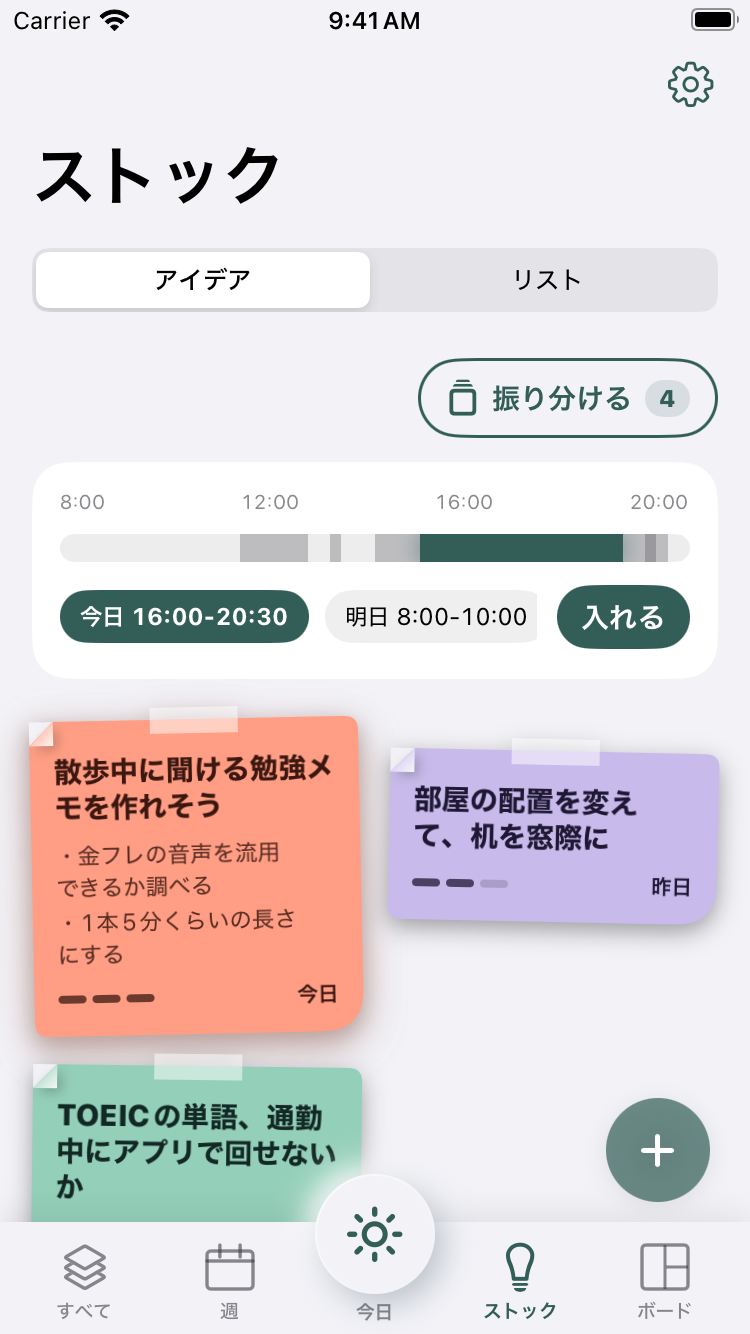 Carrier 9:41 AM
ストック
アイデア リスト
振り分ける 4
8:00 12:00 16:00 20:00
今日 16:00-20:30 明日 8:00-10:00 入れる
散歩中に聞ける勉強メ
モを作れそう
・金フレの音声を流用
できるか調べる
・1本5分くらいの長さ
にする
今日
部屋の配置を変え
て、机を窓際に
昨日
TOEICの単語、通勤
中にアプリで回せない
か
すべて 週 今日 ストック ボード